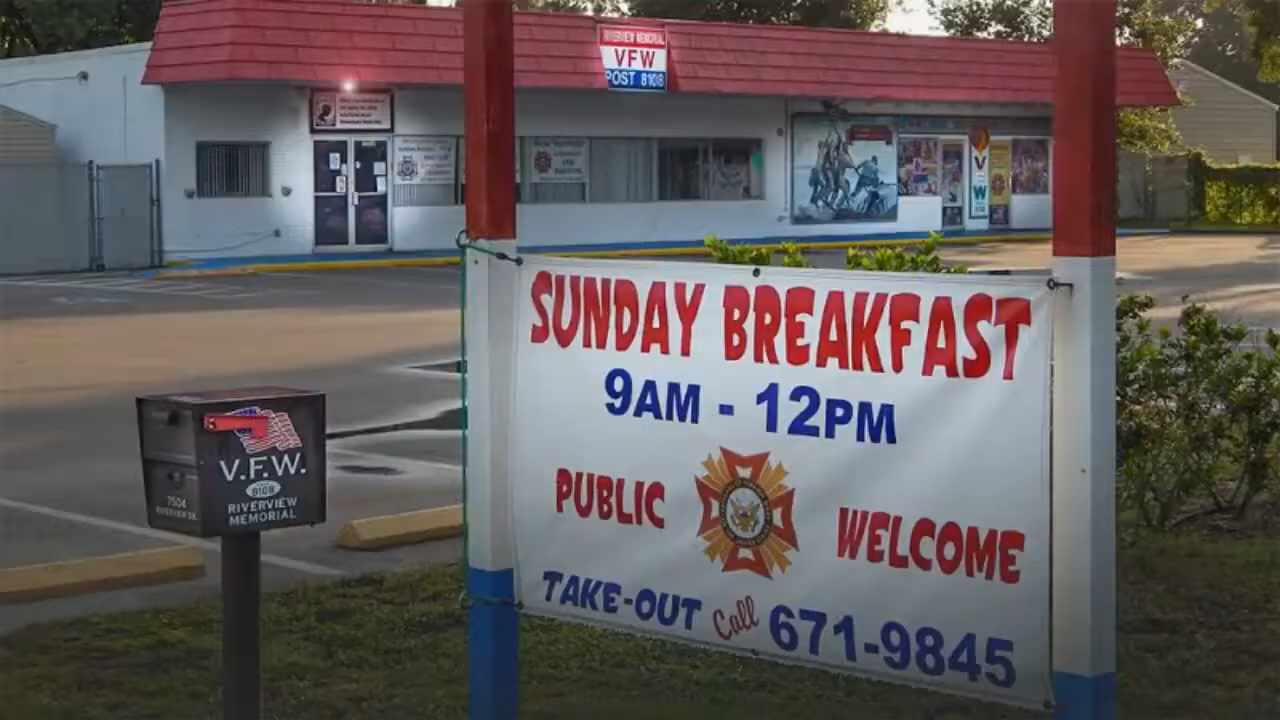 RIVERVIEW MEMORIAL
VFW
POST 8108
V
W
SUNDAY BREAKFAST
9AM - 12PM
PUBLIC
WELCOME
TAKE-OUT Call 671-9845
V.F.W.
8108
RIVERVIEW
MEMORIAL
7504